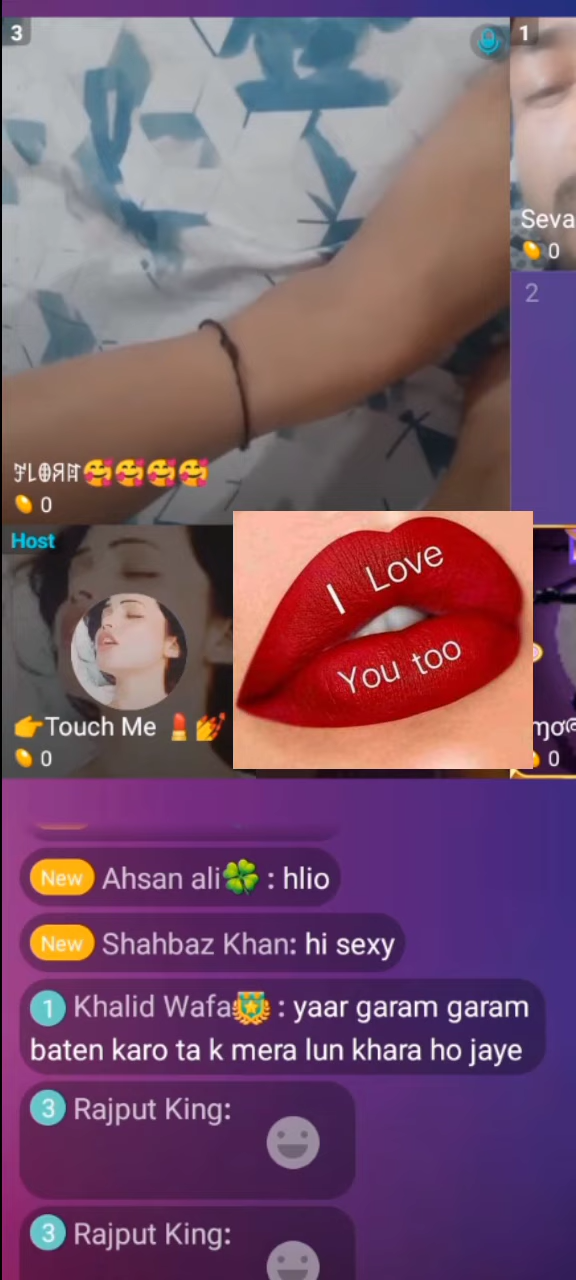 3
1
Seva
0
2
0
Host
I Love
You too
👉Touch Me 💄💅
0
0
New Ahsan ali🍀 : hlio
New Shahbaz Khan: hi sexy
1 Khalid Wafa : yaar garam garam
baten karo ta k mera lun khara ho jaye
3 Rajput King:
3 Rajput King: